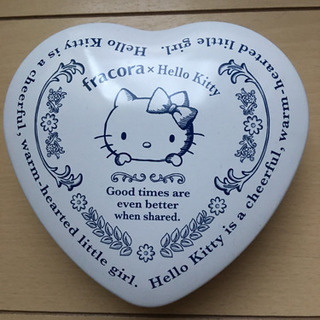 Hello Kitty is a cheerful, warm-hearted little girl. Hello Kitty is a cheerful, warm-hearted little girl.
fracora × Hello Kitty
Good times are
even better
when shared.